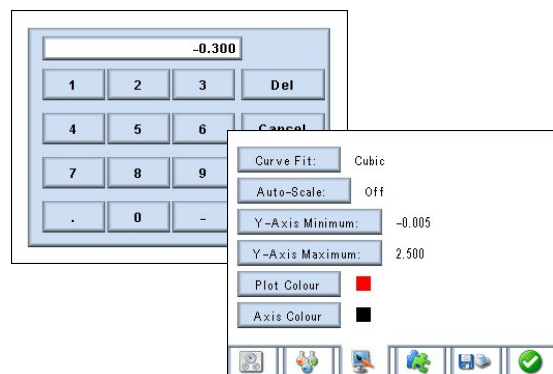 -0.300
1 2 3 Del
4 5 6 Cancel
7 8 9
. 0 -
Curve Fit: Cubic
Auto-Scale: Off
Y-Axis Minimum: -0.005
Y-Axis Maximum: 2.500
Plot Colour
Axis Colour